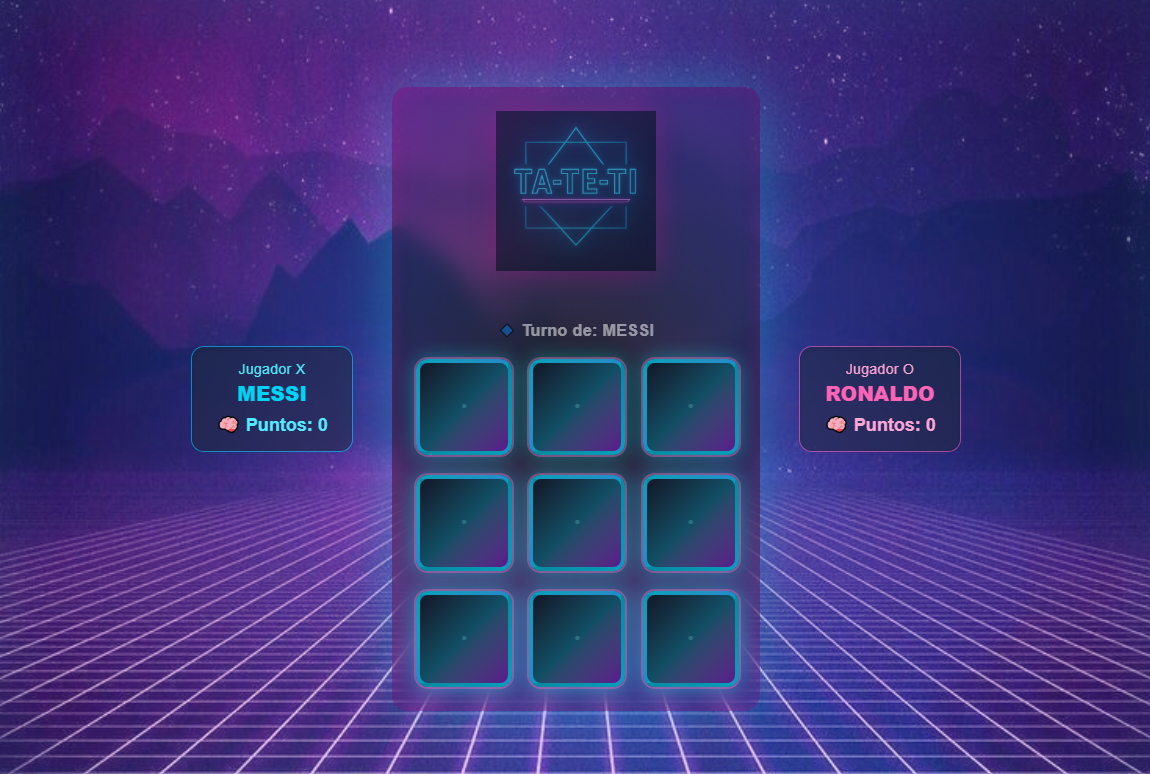 TA-TE-TI
Turno de: MESSI
Jugador X
MESSI
Puntos: 0
Jugador O
RONALDO
Puntos: 0